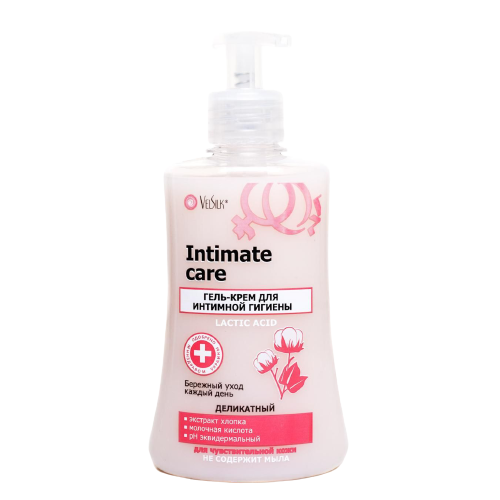 VELSILK®
Intimate
care
ГЕЛЬ-КРЕМ ДЛЯ
ИНТИМНОЙ ГИГИЕНЫ
LACTIC ACID
Бережный уход
каждый день
ДЕЛИКАТНЫЙ
экстракт хлопка
молочная кислота
pH эквидермальный
для чувствительной кожи
НЕ СОДЕРЖИТ МЫЛА